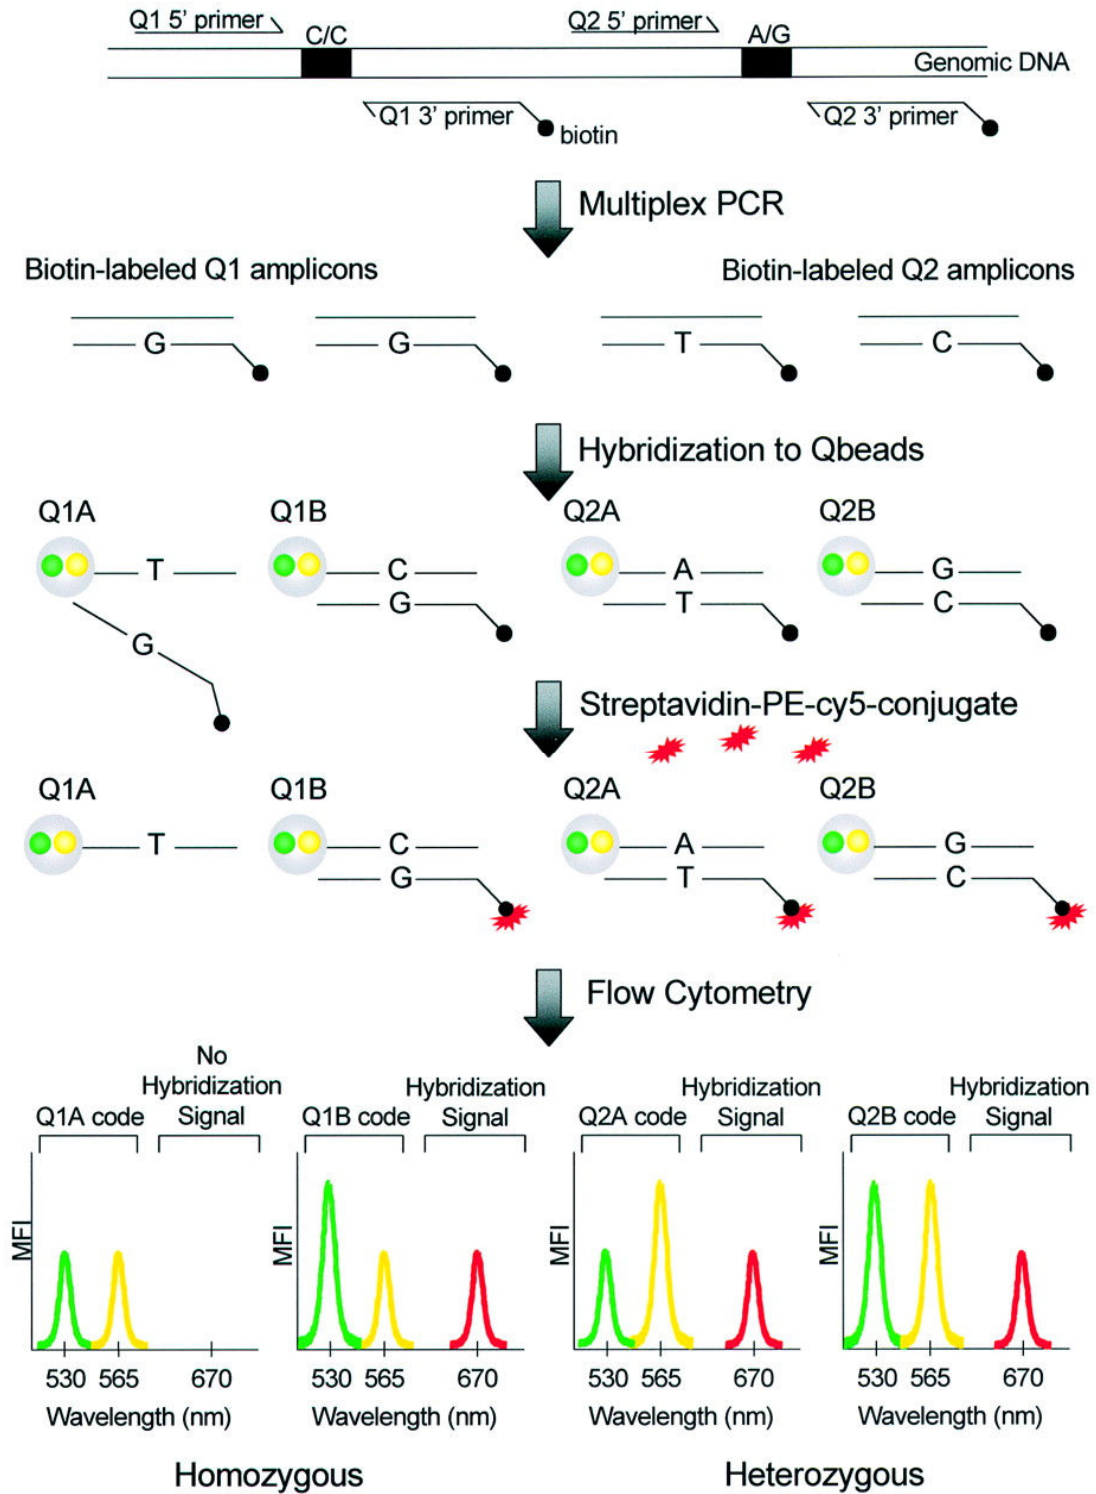 Q1 5’ primer
Q2 5’ primer
C/C
A/G
Genomic DNA
Q1 3’ primer
biotin
Q2 3’ primer
Multiplex PCR
Biotin-labeled Q1 amplicons
Biotin-labeled Q2 amplicons
G
G
T
C
Hybridization to Qbeads
Q1A
Q1B
Q2A
Q2B
T
C
A
G
G
G
T
C
Streptavidin-PE-cy5-conjugate
Q1A
Q1B
Q2A
Q2B
T
C
A
G
G
T
C
Flow Cytometry
No
Hybridization
Signal
Q1A code
Hybridization
Signal
Q1B code
Hybridization
Signal
Q2A code
Hybridization
Signal
Q2B code
MFI
MFI
MFI
MFI
530 565 670
530 565 670
530 565 670
530 565 670
Wavelength (nm)
Wavelength (nm)
Wavelength (nm)
Wavelength (nm)
Homozygous
Heterozygous